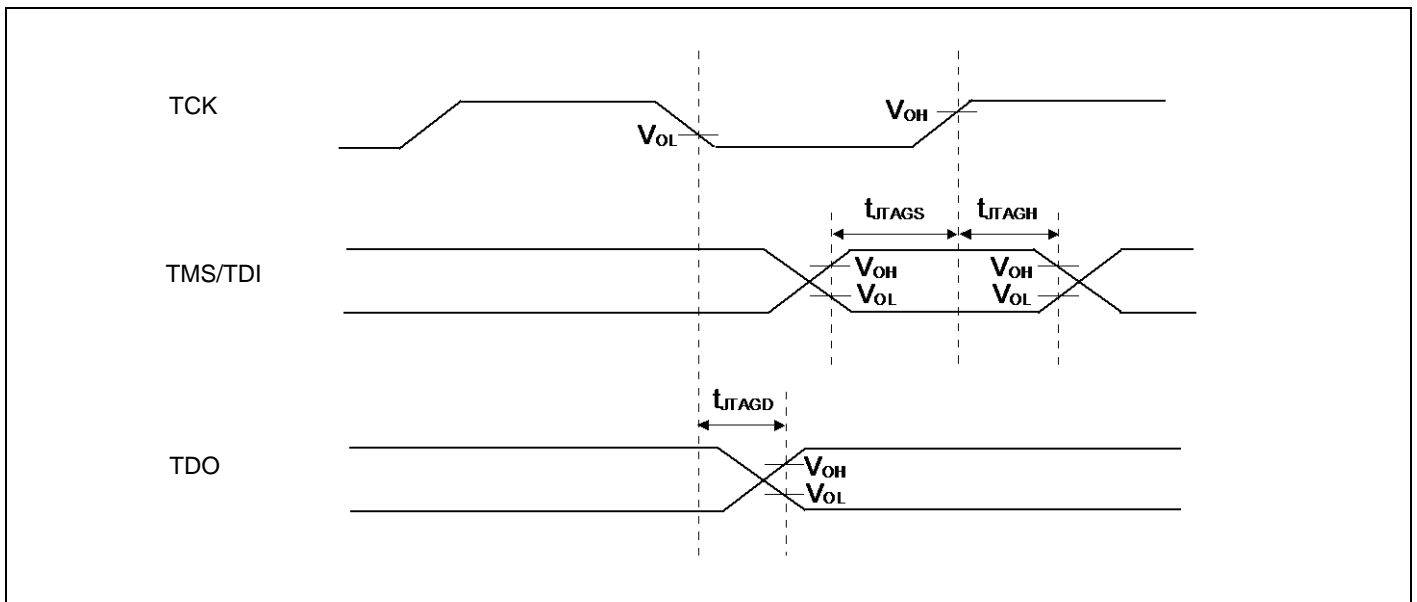 TCK
VOL
VOH
tJTAGS
tJTAGH
TMS/TDI
VOH
VOL
VOH
VOL
tJTAGD
TDO
VOH
VOL